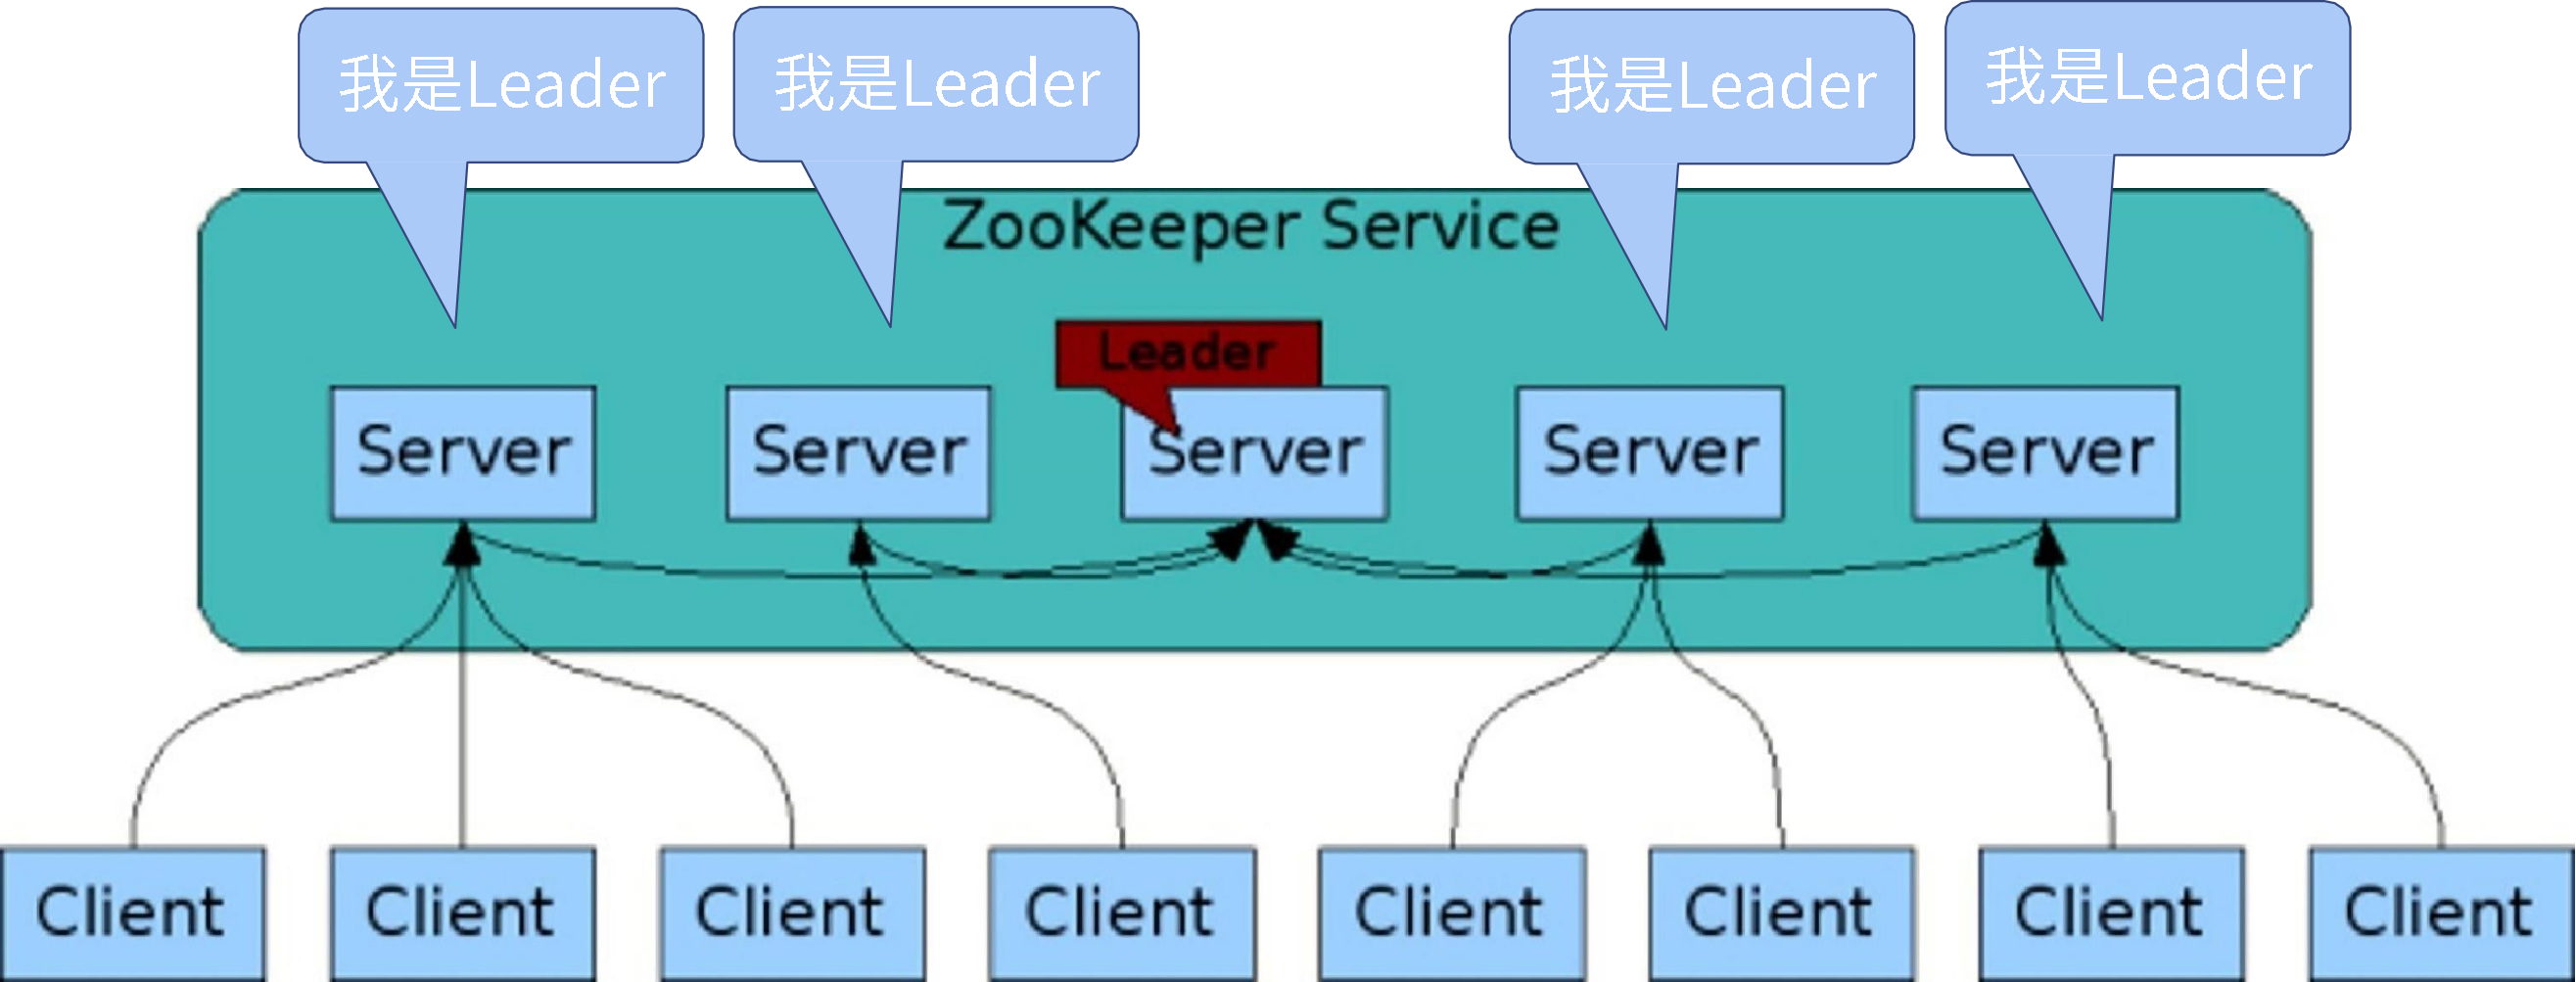 我是Leader
我是Leader
我是Leader
我是Leader
ZooKeeper Service
Leader
Server
Server
Server
Server
Server
Client
Client
Client
Client
Client
Client
Client
Client